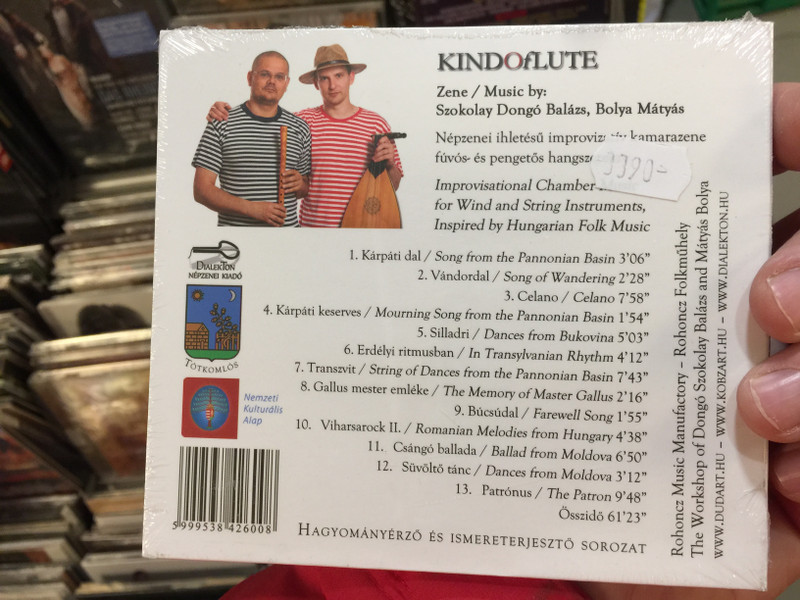 KINDOfLUTE
Zene / Music by:
Szokolay Dongó Balázs, Bolya Mátyás
Népzenei ihletésű kamarazene
fúvós- és pengetős
9390-
Improvisational Chamber
for Wind and String Instruments,
Inspired by Hungarian Folk Music
1. Kárpáti dal / Song from the Pannonian Basin 3'06"
2. Vándordal / Song of Wandering 2'28"
3. Celano / Celano 7'58"
4. Kárpáti keserves / Mourning Song from the Pannonian Basin 1'54"
5. Silladri / Dances from Bukovina 5'03"
6. Erdélyi ritmusban / In Transylvanian Rhythm 4'12"
7. Transzvit / String of Dances from the Pannonian Basin 7'43"
8. Gallus mester emléke / The Memory of Master Gallus 2'16"
9. Búcsúdal / Farewell Song 1'55"
10. Viharsarock II. / Romanian Melodies from Hungary 4'38"
11. Csángó ballada / Ballad from Moldova 6'50"
12. Süvöltő tánc / Dances from Moldova 3'12"
13. Patrónus / The Patron 9'48"
Összidő 61'23"
DIALEKTON
NÉPZENEI KIADÓ
TÓTKOMLÓS
Nemzeti
Kulturális
Alap
5 999538 426008
HAGYOMÁNYÉRZŐ ÉS ISMERETERJESZTŐ SOROZAT
Rohoncz Music Manufactory – Rohoncz Folkműhely
The Workshop of Dongó Szokolay Balázs and Mátyás Bolya
WWW.DUDART.HU – WWW.KOBZART.HU – WWW.DIALEKTON.HU